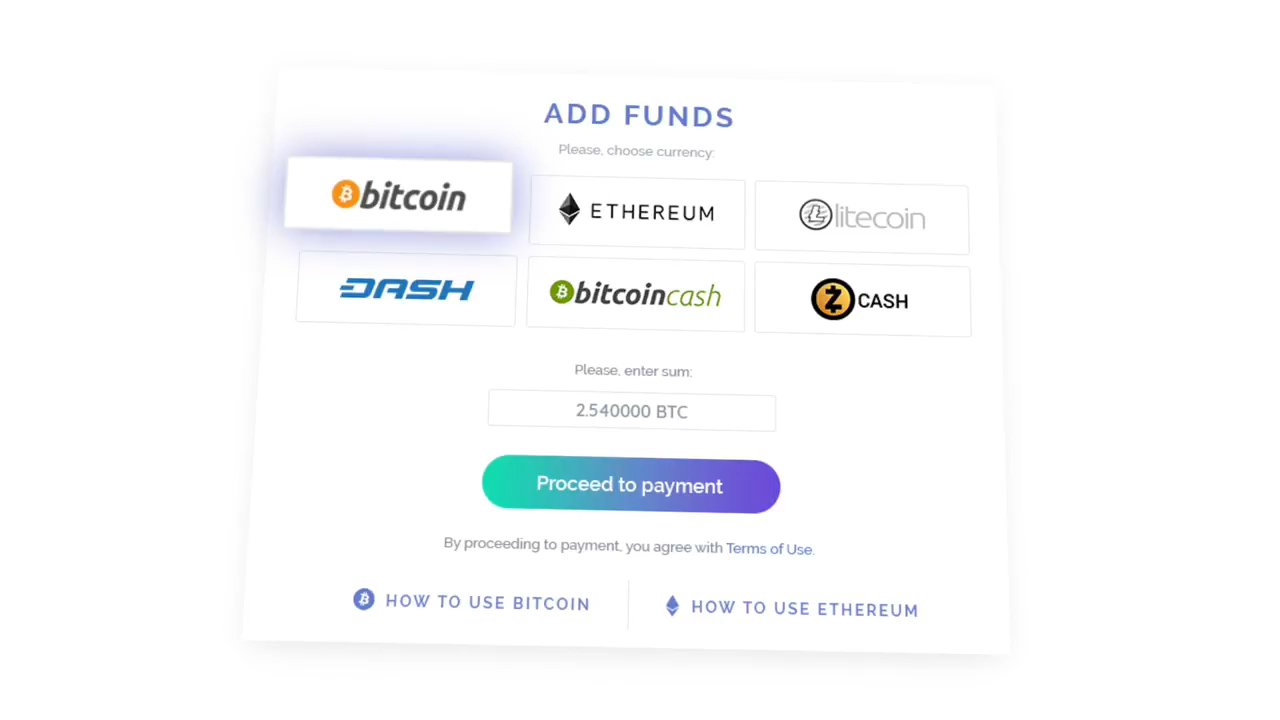 ADD FUNDS
Please, choose currency:
bitcoin
ETHEREUM
litecoin
DASH
bitcoincash
CASH
Please, enter sum:
2.540000 BTC
Proceed to payment
By proceeding to payment, you agree with Terms of Use.
HOW TO USE BITCOIN
HOW TO USE ETHEREUM